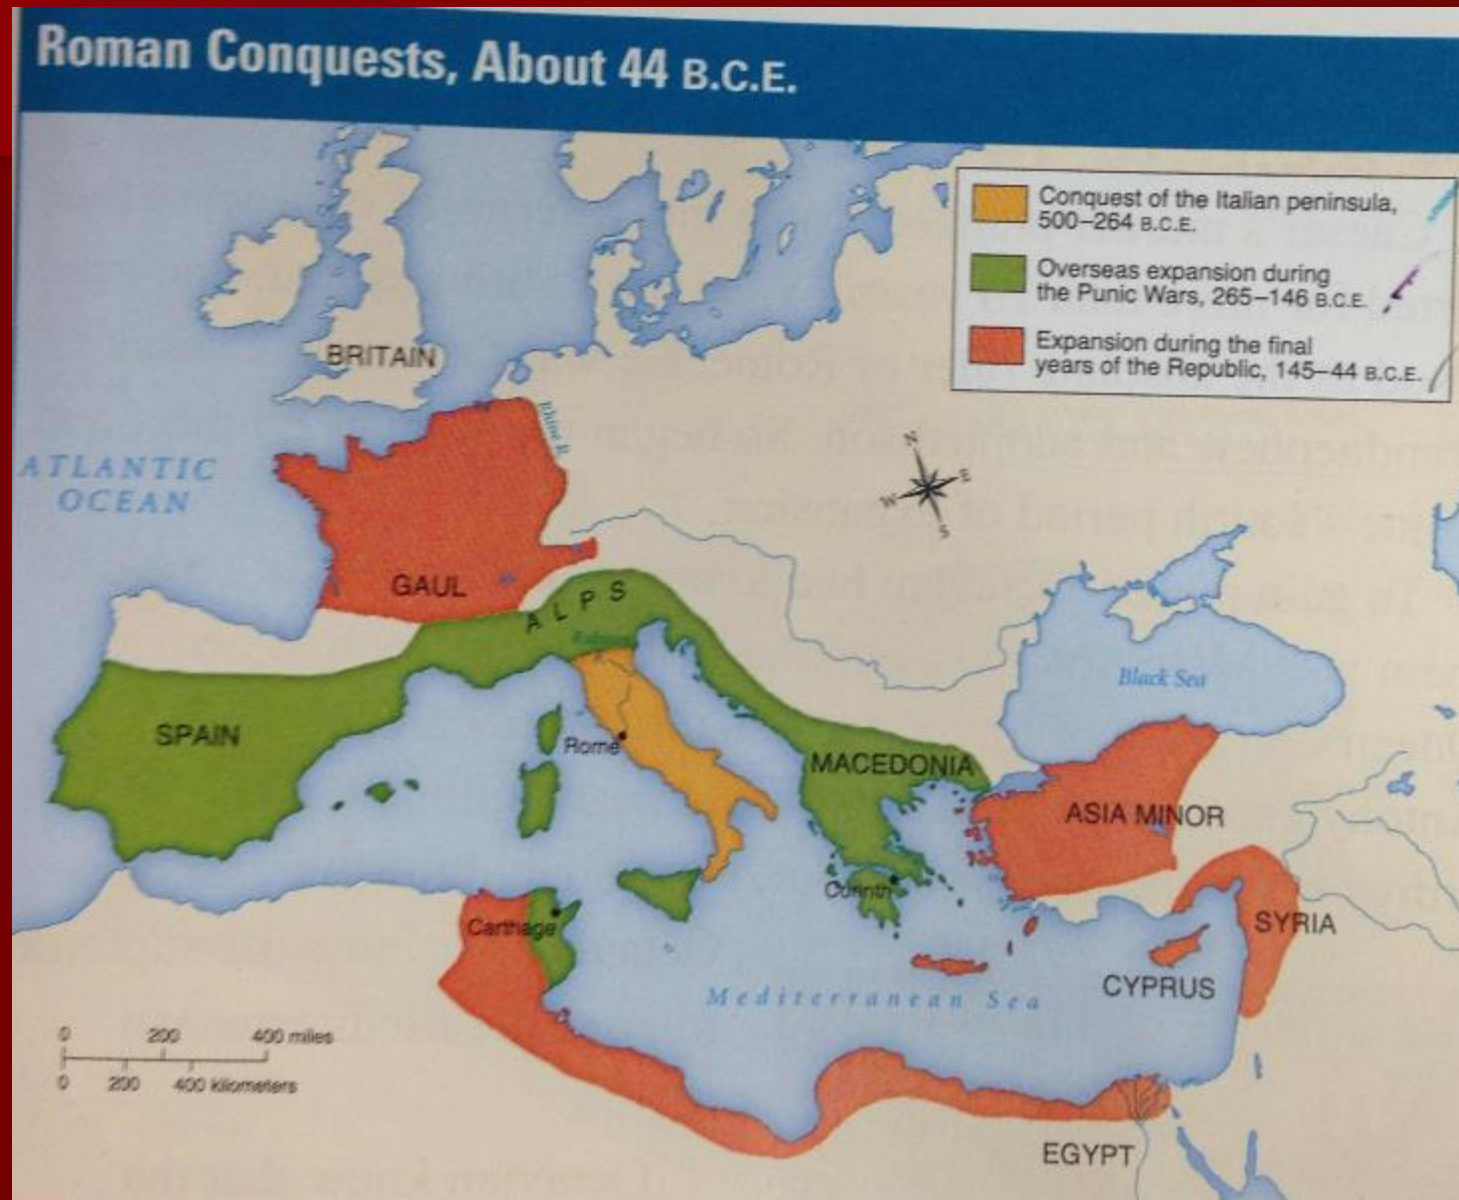 Roman Conquests, About 44 B.C.E.
Conquest of the Italian peninsula,
500–264 B.C.E.
Overseas expansion during
the Punic Wars, 265–146 B.C.E.
Expansion during the final
years of the Republic, 145–44 B.C.E.
BRITAIN
Rhine R.
ATLANTIC
OCEAN
N
W E
S
GAUL
ALPS
Black Sea
SPAIN
Rome
MACEDONIA
ASIA MINOR
Corinth
Carthage
SYRIA
CYPRUS
Mediterranean Sea
0 200 400 miles
0 200 400 kilometers
EGYPT